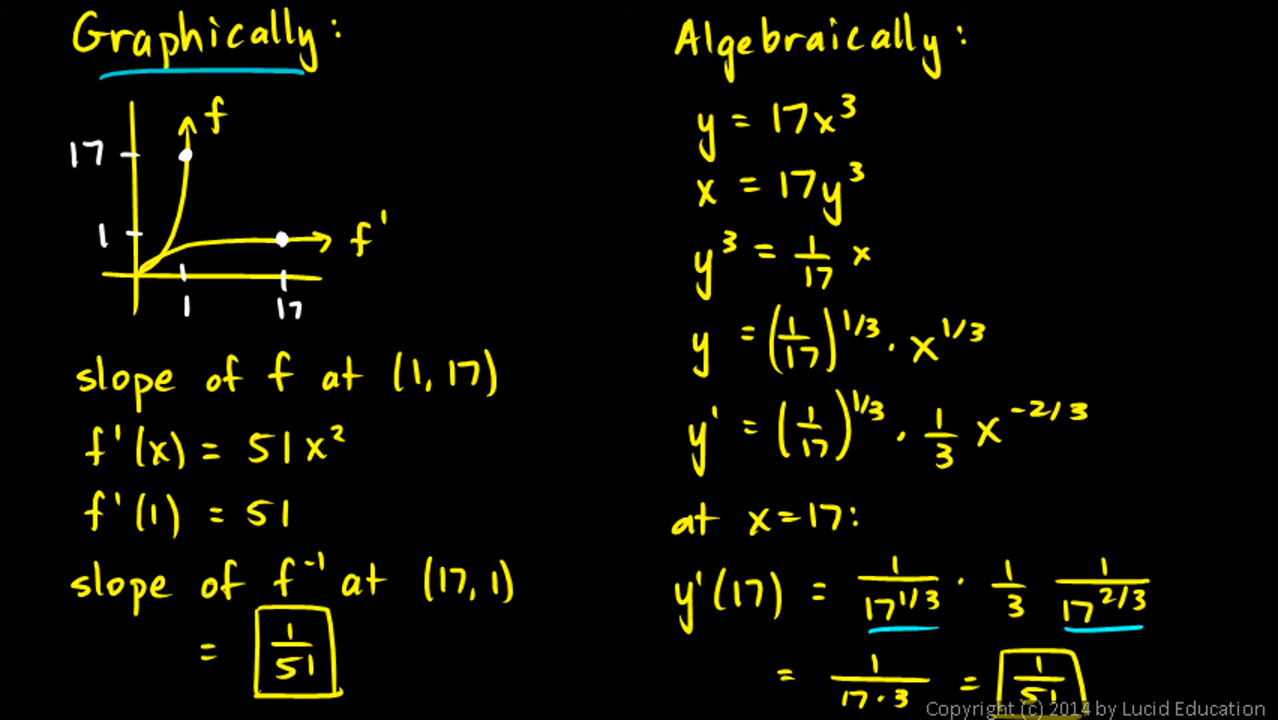 Graphically:
f
17
1
f'
1 17
slope of f at (1, 17)
f'(x) = 51x²
f'(1) = 51
slope of f⁻¹ at (17, 1)
= 1/51
Algebraically:
y = 17x³
x = 17y³
y³ = 1/17 x
y = (1/17)^1/3 · x^1/3
y' = (1/17)^1/3 · 1/3 x^-2/3
at x=17:
y'(17) = 1/17^1/3 · 1/3 1/17^2/3
= 1/17·3 = 1/51
Copyright (c) 2014 by Lucid Education